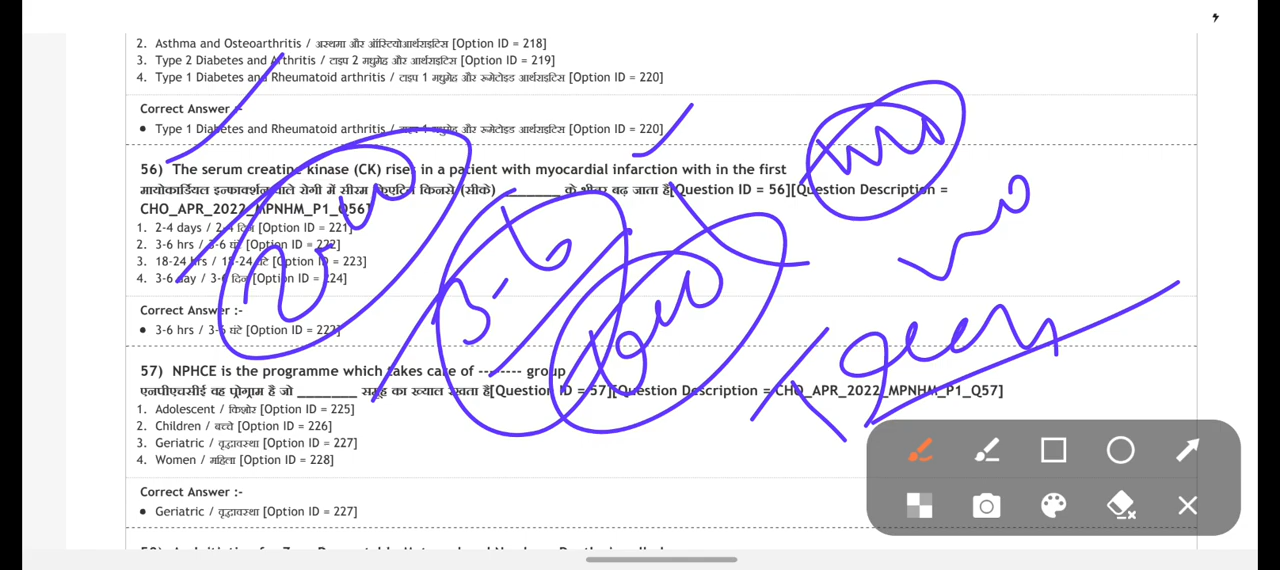 2. Asthma and Osteoarthritis / अस्थमा और ऑस्टियोआर्थराइटिस [Option ID = 218]
3. Type 2 Diabetes and Arthritis / टाइप 2 मधुमेह और आर्थराइटिस [Option ID = 219]
4. Type 1 Diabetes and Rheumatoid arthritis / टाइप 1 मधुमेह और रूमेटोइड आर्थराइटिस [Option ID = 220]
Correct Answer :-
• Type 1 Diabetes and Rheumatoid arthritis / टाइप 1 मधुमेह और रूमेटोइड आर्थराइटिस [Option ID = 220]
56) The serum creatine kinase (CK) rises in a patient with myocardial infarction with in the first
मायोकार्डियल इन्फार्क्शन वाले रोगी में सीरम क्रिएटिन किनसे (सीके) _______ के भीतर बढ़ जाता है[Question ID = 56][Question Description =
CHO_APR_2022_MPNHM_P1_Q56]
1. 2-4 days / 2-4 दिन [Option ID = 221]
2. 3-6 hrs / 3-6 घंटे [Option ID = 222]
3. 18-24 hrs / 18-24 घंटे [Option ID = 223]
4. 3-6 day / 3-6 दिन [Option ID = 224]
Correct Answer :-
• 3-6 hrs / 3-6 घंटे [Option ID = 222]
57) NPHCE is the programme which takes care of -------- group
एनपीएचसीई वह प्रोग्राम है जो _______ समूह का ख्याल रखता है[Question ID = 57][Question Description = CHO_APR_2022_MPNHM_P1_Q57]
1. Adolescent / किशोर [Option ID = 225]
2. Children / बच्चे [Option ID = 226]
3. Geriatric / वृद्धावस्था [Option ID = 227]
4. Women / महिला [Option ID = 228]
Correct Answer :-
• Geriatric / वृद्धावस्था [Option ID = 227]